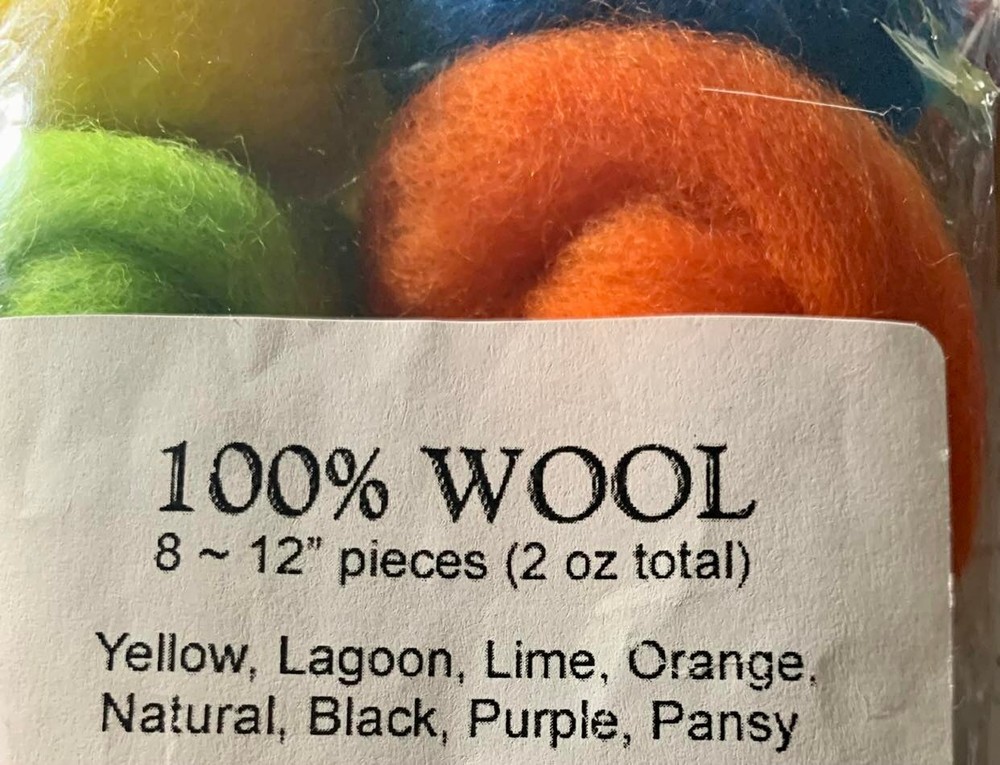 100% WOOL
8 ~ 12" pieces (2 oz total)
Yellow, Lagoon, Lime, Orange,
Natural, Black, Purple, Pansy